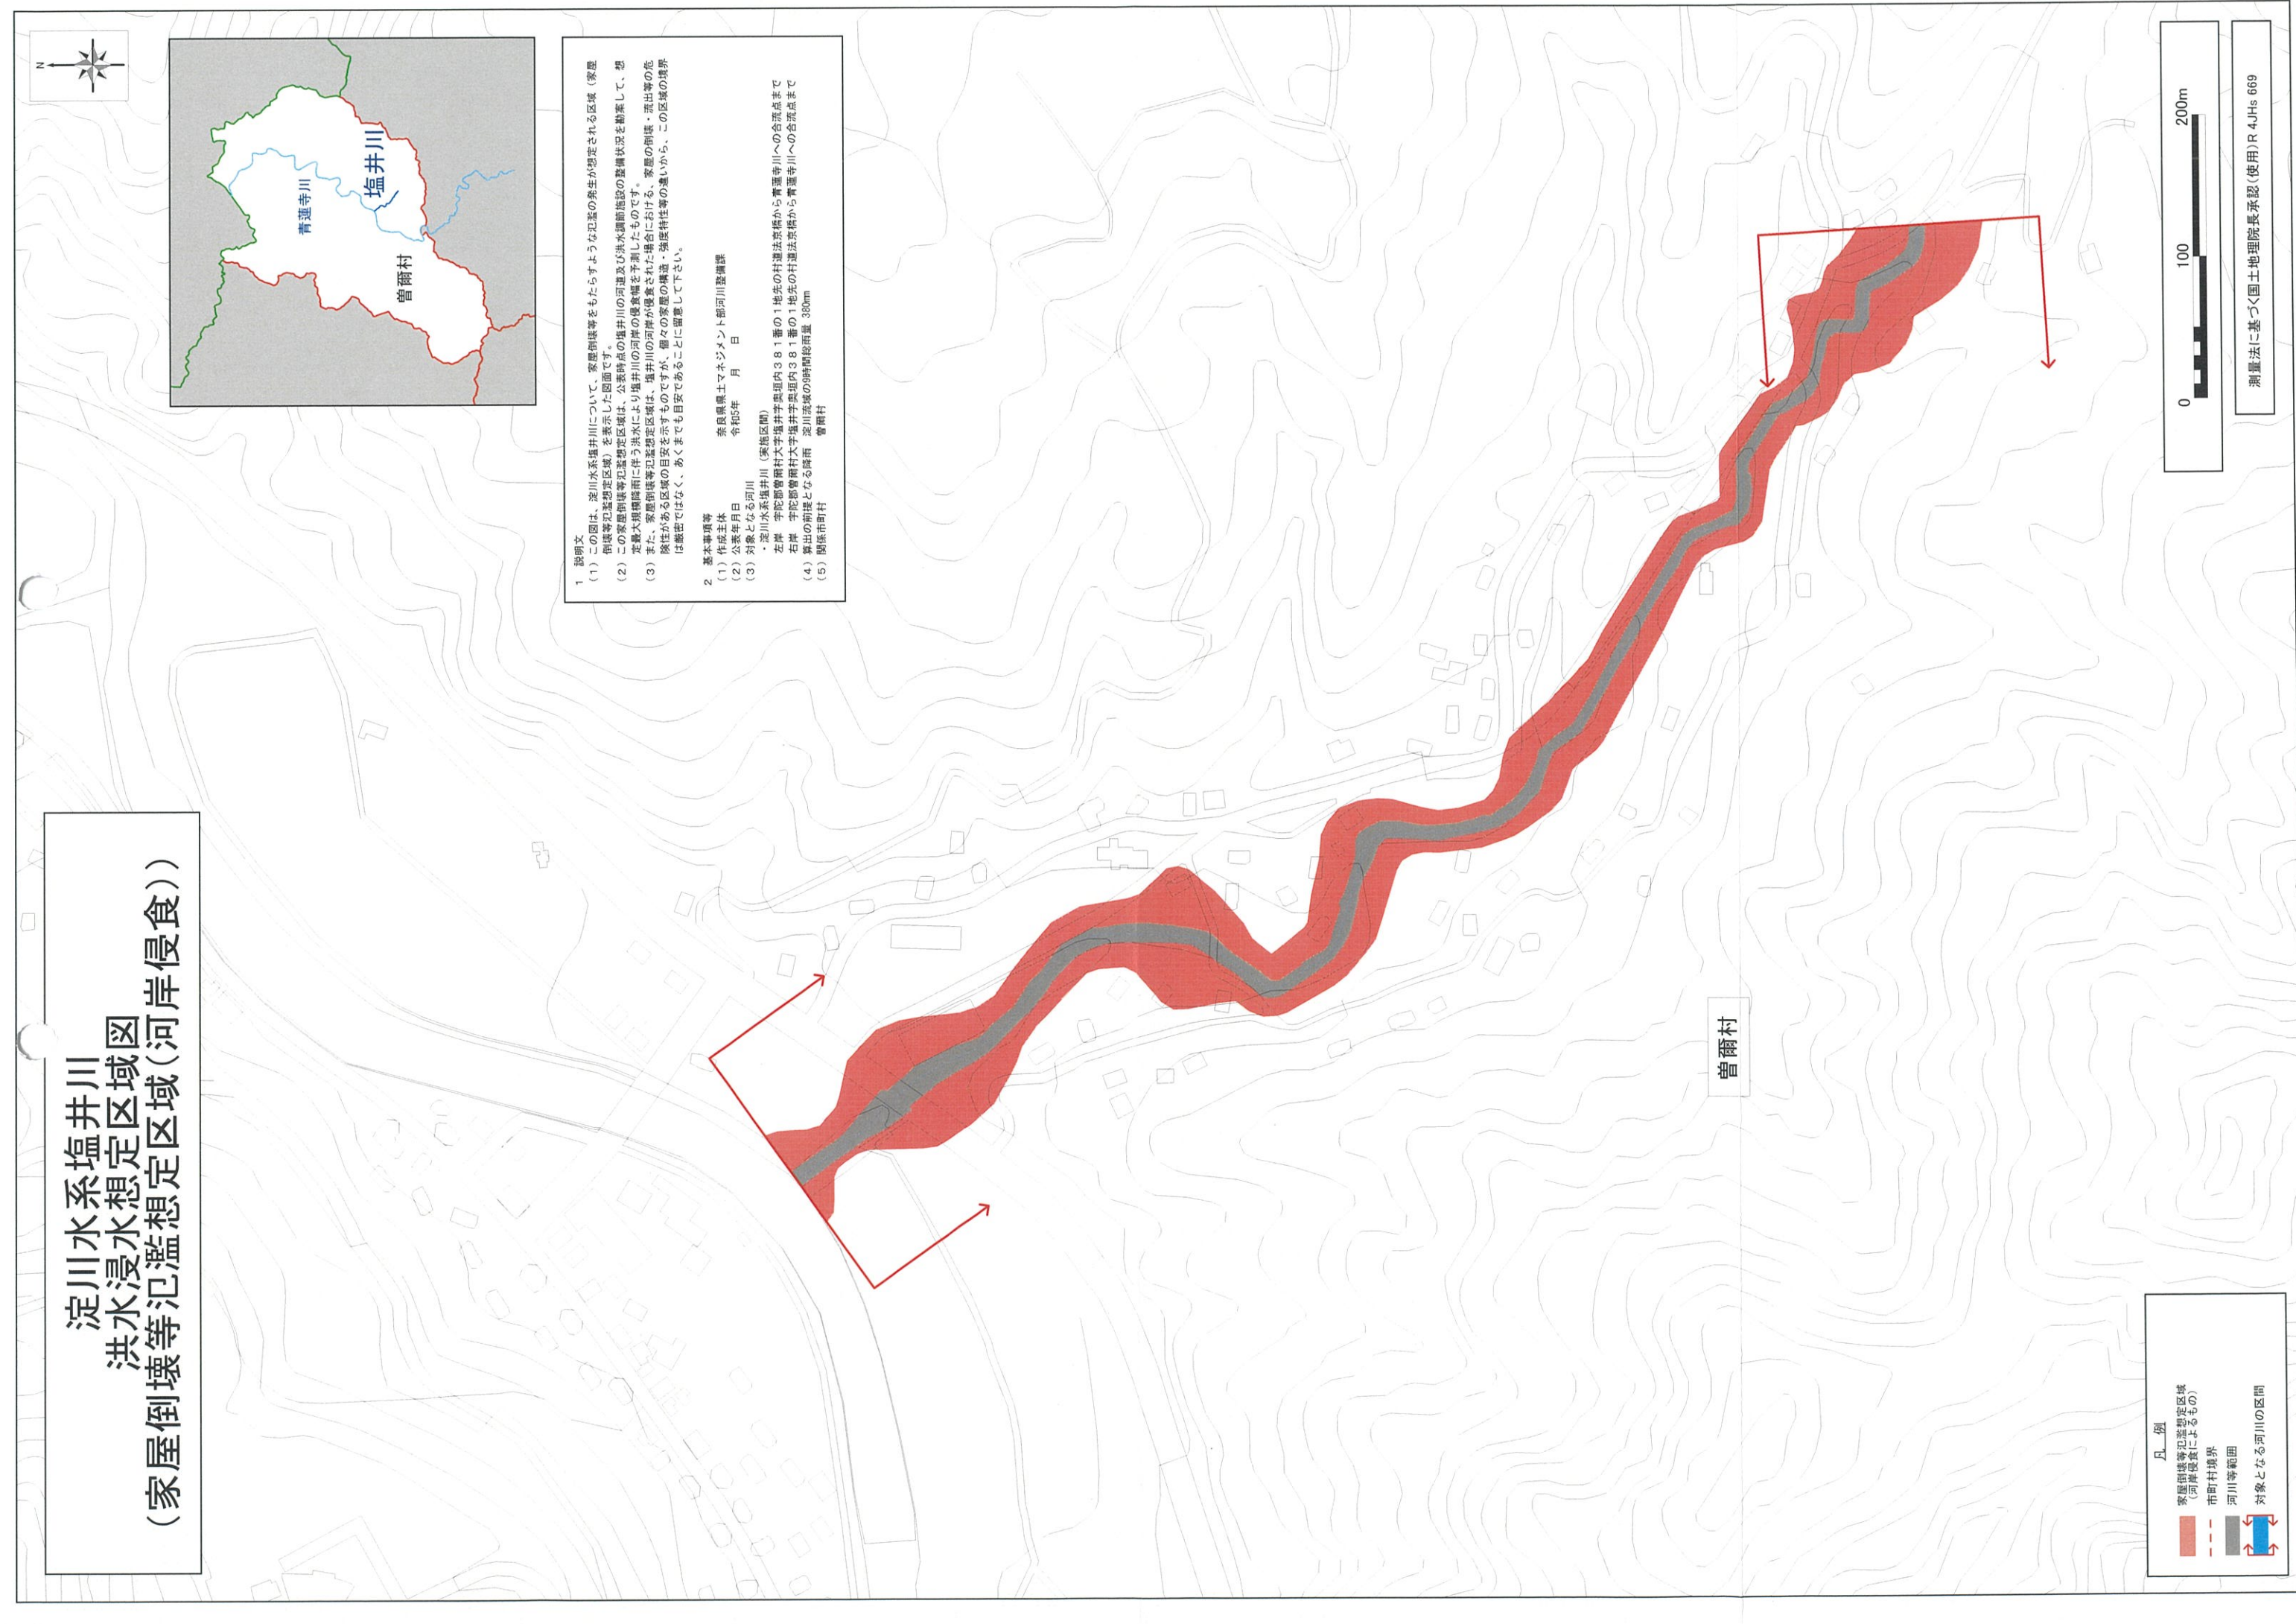 淀川水系塩井川
洪水浸水想定区域図
（家屋倒壊等氾濫想定区域（河岸侵食））
N
青蓮寺川
塩井川
曽爾村
1　説明文
（1）この図は、淀川水系塩井川について、家屋倒壊等をもたらすような氾濫の発生が想定される区域（家屋
倒壊等氾濫想定区域）を表示した図面です。
（2）この家屋倒壊等氾濫想定区域は、公表時点の塩井川の河道及び洪水調節施設の整備状況を勘案して、想
定最大規模降雨に伴う洪水により塩井川の河岸の侵食幅を予測したものです。
（3）また、家屋倒壊等氾濫想定区域は、塩井川の河岸が侵食された場合における、家屋の倒壊・流出等の危
険性がある区域の目安を示すものですが、個々の家屋の構造・強度特性等の違いから、この区域の境界
は厳密ではなく、あくまでも目安であることに留意して下さい。
2　基本事項等
（1）作成主体　奈良県県土マネジメント部河川整備課
（2）公表年月日　令和5年　月　日
（3）対象となる河川
・淀川水系塩井川（実施区間）
左岸　宇陀郡曽爾村大字塩井字奥垣内３８１番の１地先の村道法京橋から青蓮寺川への合流点まで
右岸　宇陀郡曽爾村大字塩井字奥垣内３８１番の１地先の村道法京橋から青蓮寺川への合流点まで
（4）算出の前提となる降雨　淀川流域の9時間総雨量 380mm
（5）関係市町村　曽爾村
曽爾村
凡　例
家屋倒壊等氾濫想定区域
（河岸侵食によるもの）
市町村境界
河川等範囲
対象となる河川の区間
0　100　200m
測量法に基づく国土地理院長承認（使用）R 4JHs 669